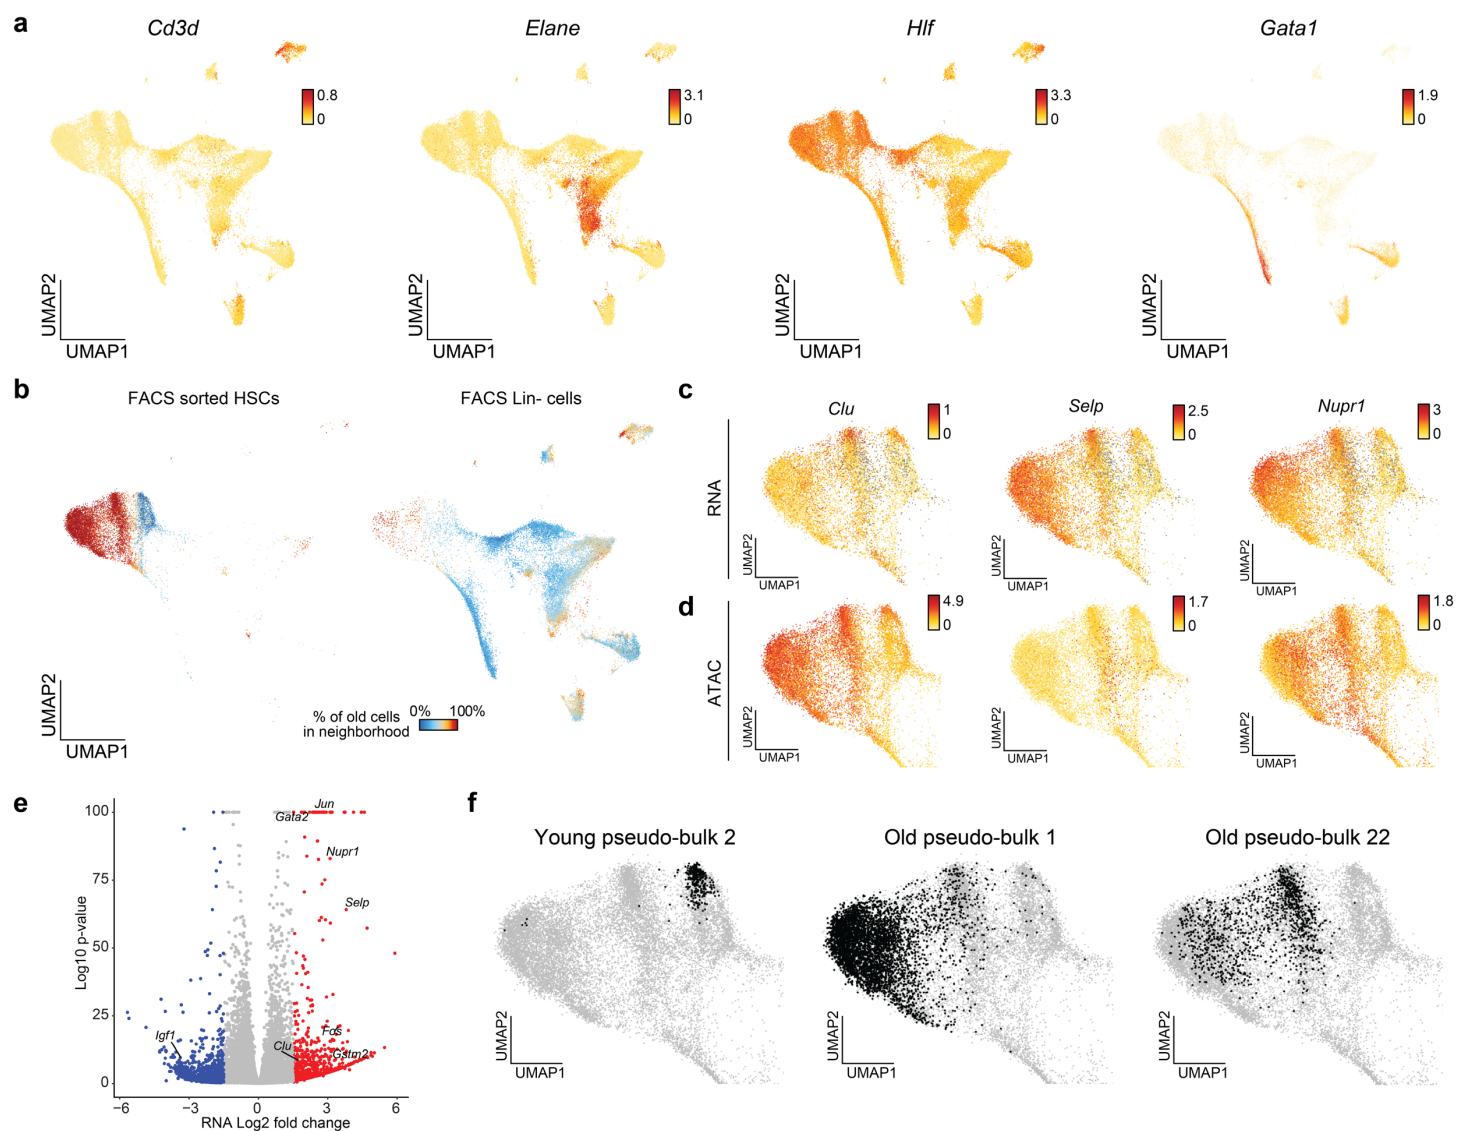 a
Cd3d
Elane
Hlf
Gata1
0.8
0
3.1
0
3.3
0
1.9
0
UMAP2
UMAP1
UMAP2
UMAP1
UMAP2
UMAP1
UMAP2
UMAP1
b
FACS sorted HSCs
FACS Lin- cells
UMAP2
UMAP1
% of old cells
in neighborhood
0%
100%
c
RNA
Clu
Selp
Nupr1
1
0
2.5
0
3
0
UMAP2
UMAP1
UMAP2
UMAP1
UMAP2
UMAP1
d
ATAC
4.9
0
1.7
0
1.8
0
UMAP2
UMAP1
UMAP2
UMAP1
UMAP2
UMAP1
e
Log10 p-value
100
75
50
25
0
Jun
Gata2
Nupr1
Selp
Igf1
Fos
Clu
Gstm2
−6
−3
0
3
6
RNA Log2 fold change
f
Young pseudo-bulk 2
Old pseudo-bulk 1
Old pseudo-bulk 22
UMAP2
UMAP1
UMAP2
UMAP1
UMAP2
UMAP1